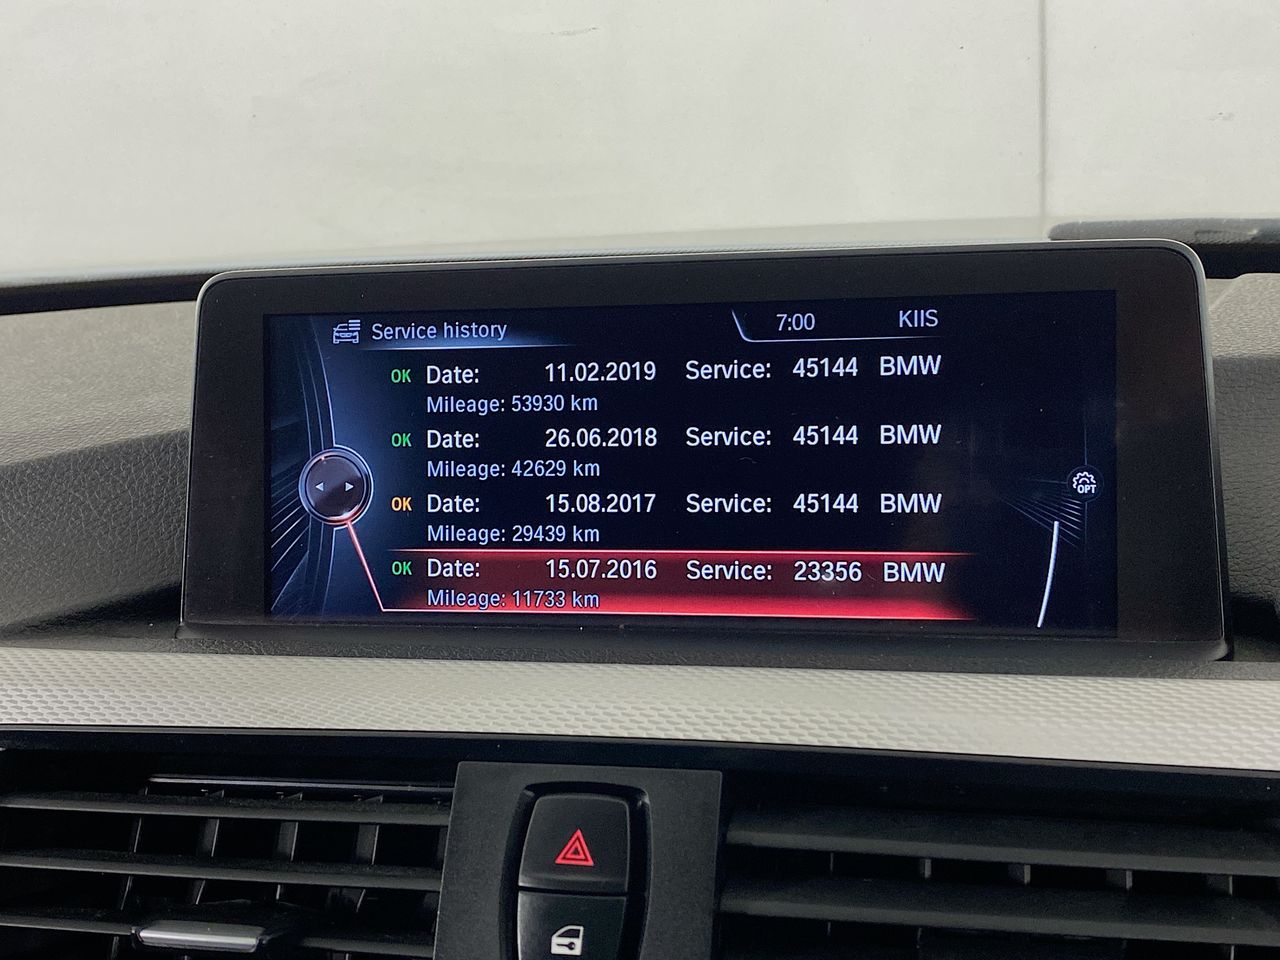 Service history 7:00 KIIS
OK Date: 11.02.2019 Service: 45144 BMW
Mileage: 53930 km
OK Date: 26.06.2018 Service: 45144 BMW
Mileage: 42629 km
OK Date: 15.08.2017 Service: 45144 BMW
Mileage: 29439 km
OK Date: 15.07.2016 Service: 23356 BMW
Mileage: 11733 km
OPT